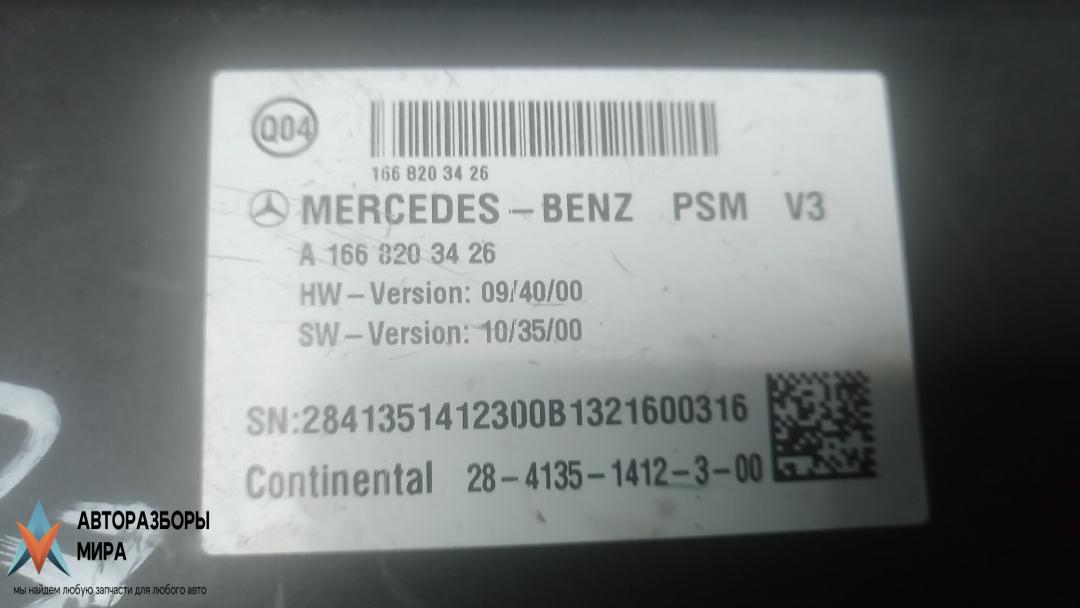 Q04
166 820 34 26
MERCEDES-BENZ PSM V3
A 166 820 34 26
HW-Version: 09/40/00
SW-Version: 10/35/00
SN:2841351412300B1321600316
Continental 28-4135-1412-3-00
АВТОРАЗБОРЫ
МИРА
мы найдем любую запчасти для любого авто